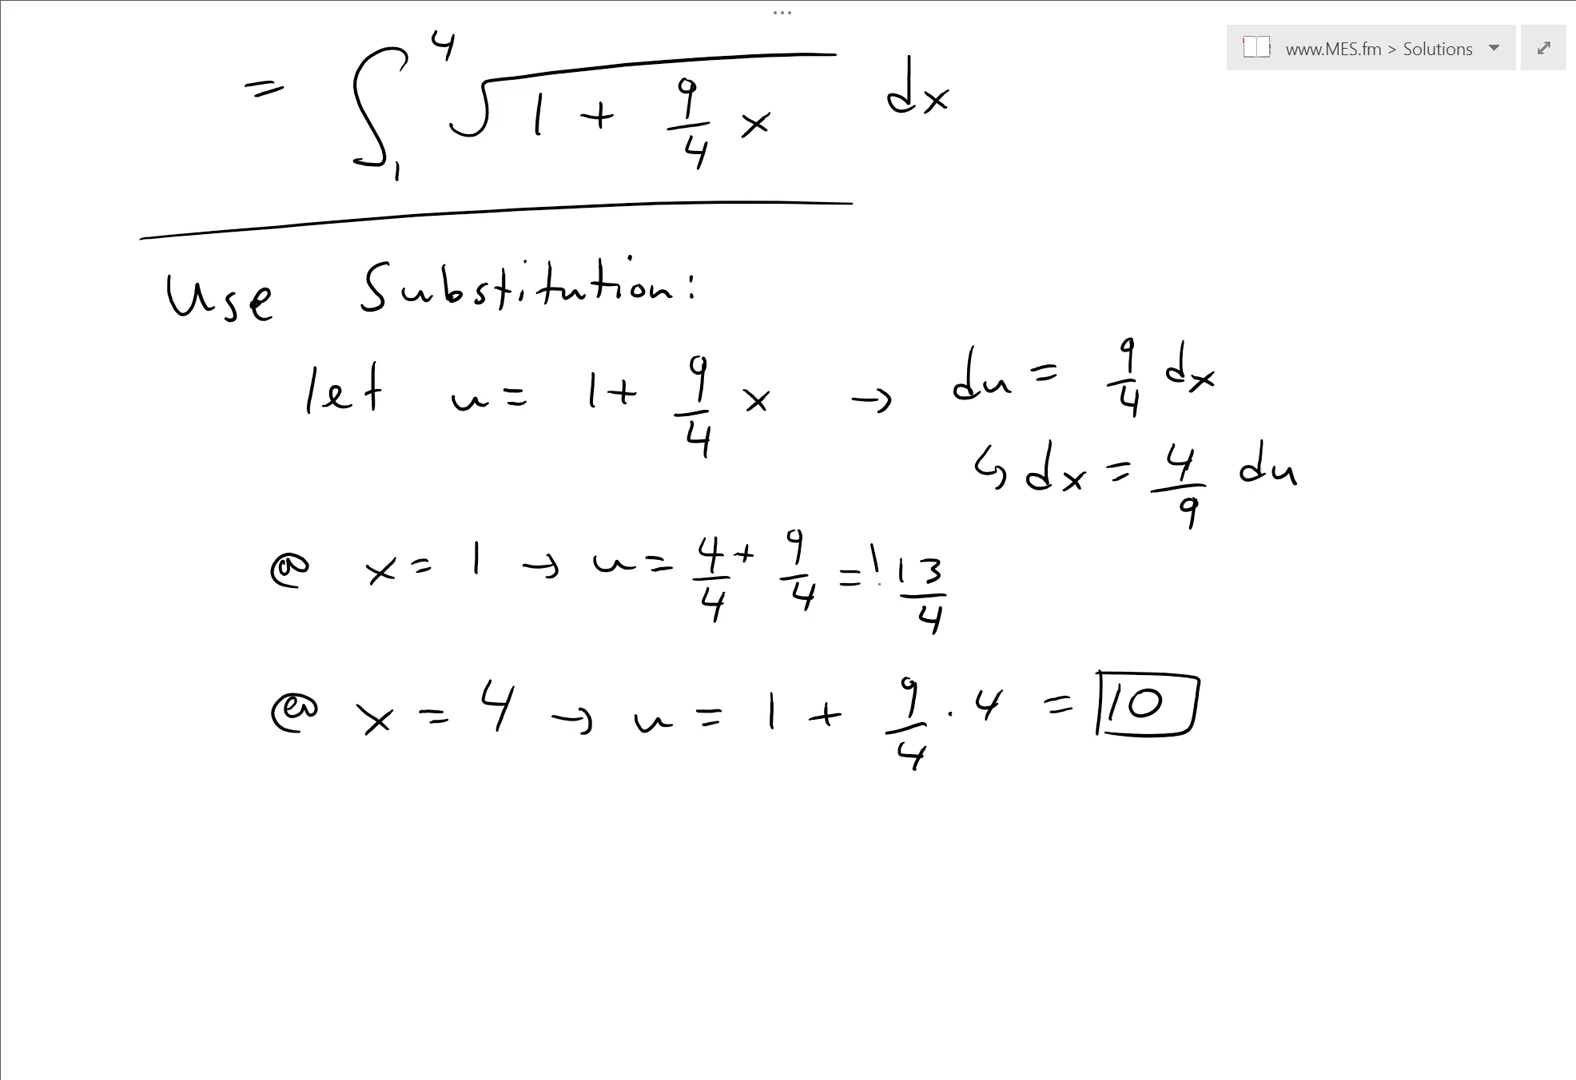 ...
www.MES.fm > Solutions
= ∫₁⁴ √(1 + 9/4 x) dx
Use Substitution:
let u = 1 + 9/4 x → du = 9/4 dx
↳ dx = 4/9 du
@ x = 1 → u = 4/4 + 9/4 = 13/4
@ x = 4 → u = 1 + 9/4 · 4 = 10